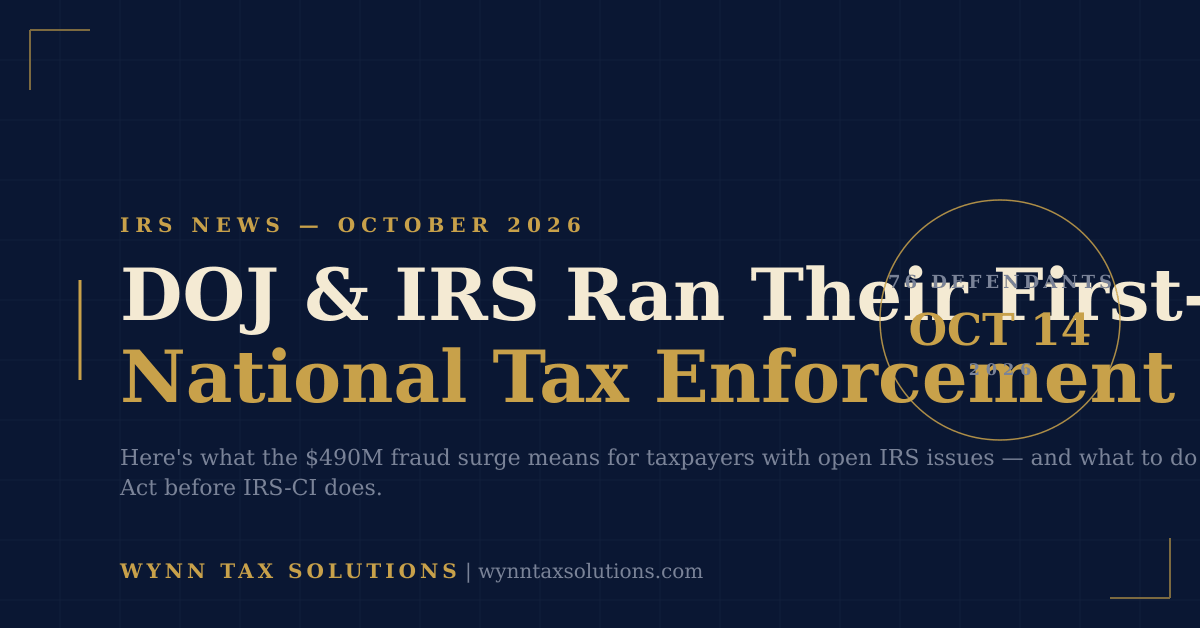 IRS NEWS — OCTOBER 2026
DOJ & IRS Ran Their First-
National Tax Enforcement
76 DEFENDANTS
OCT 14
2026
Here's what the $490M fraud surge means for taxpayers with open IRS issues — and what to do
Act before IRS-CI does.
WYNN TAX SOLUTIONS | wynntaxsolutions.com